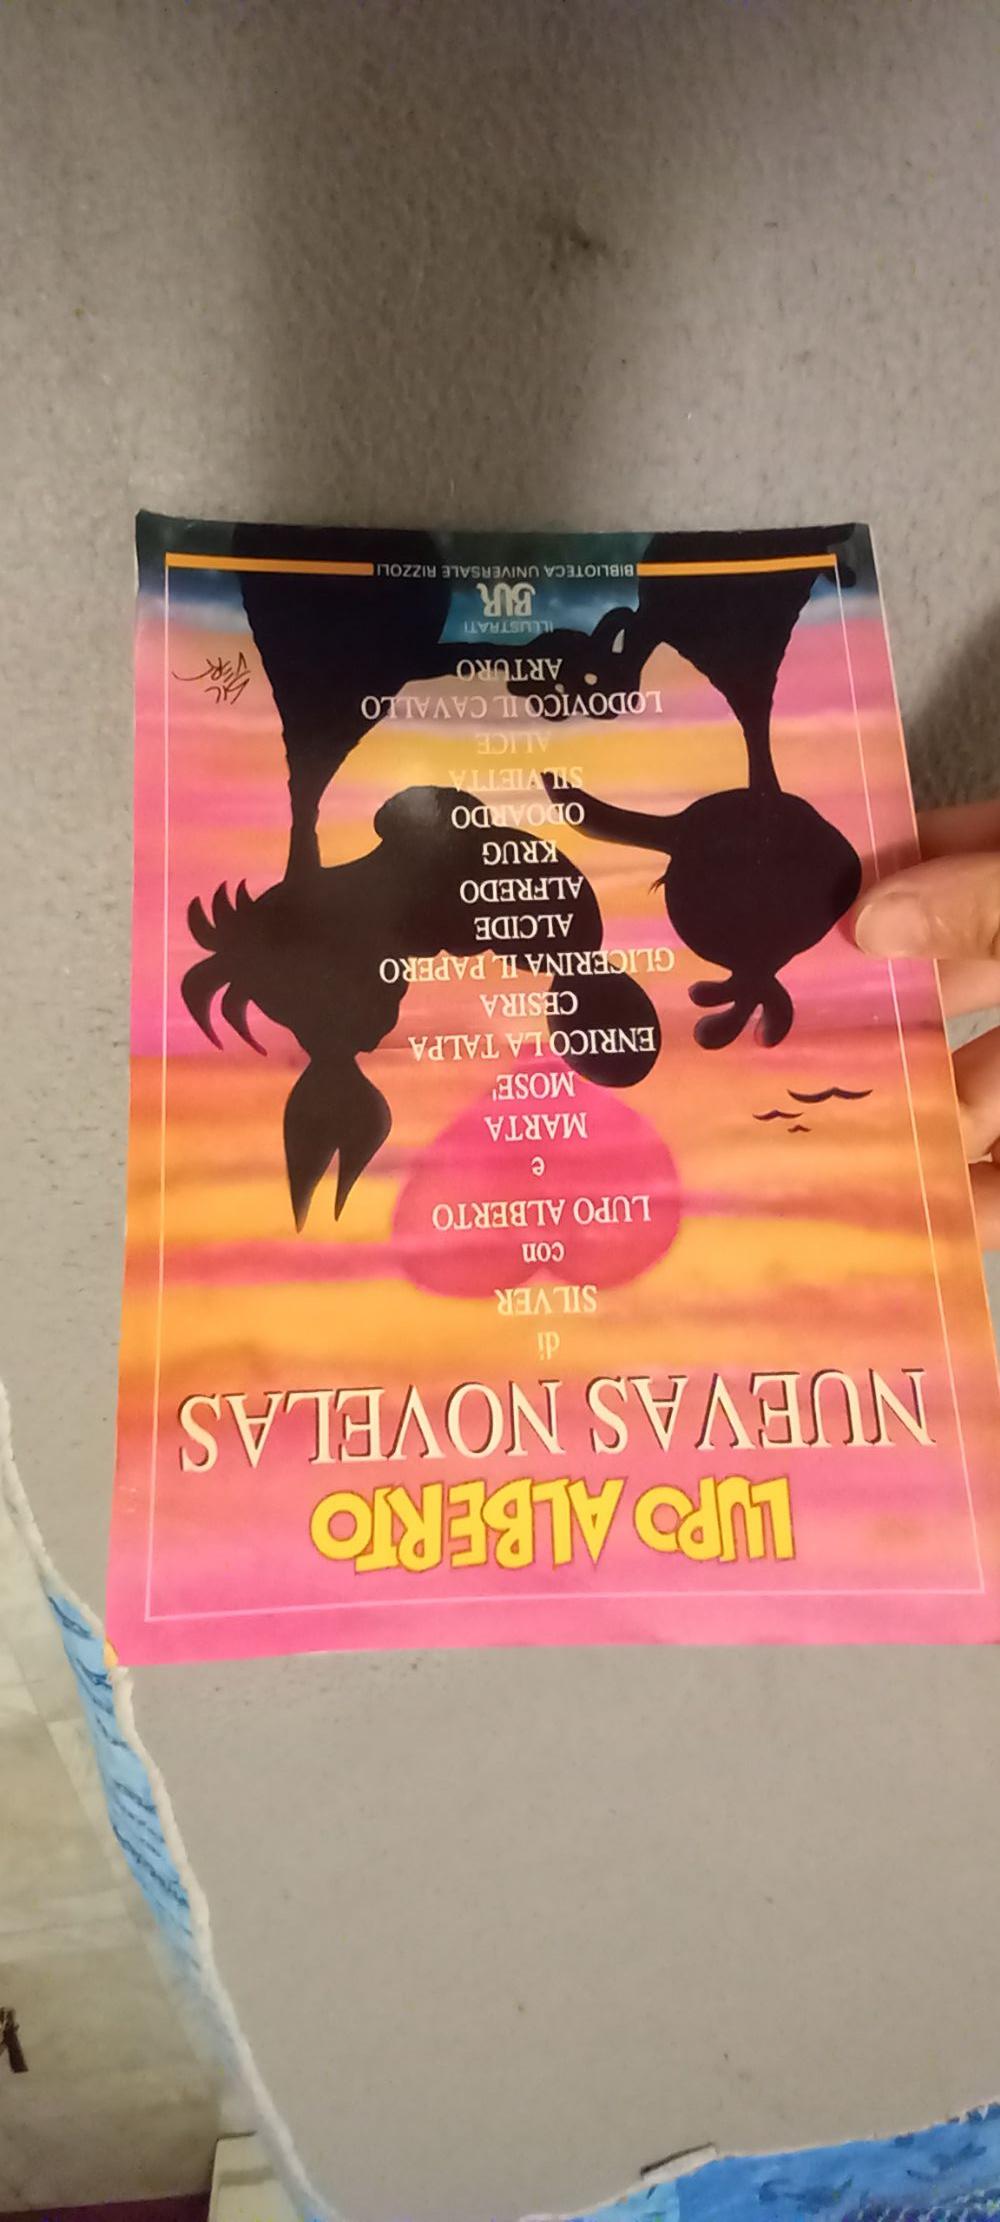 LUPO ALBERTO
NUEVAS NOVELAS
di
SILVER
con
LUPO ALBERTO
e
MARTA
MOSE'
ENRICO LA TALPA
CESIRA
GLICERINA IL PAPERO
ALCIDE
ALFREDO
KRUG
ODOARDO
SILVIETTA
ALICE
LODOVICO IL CAVALLO
ARTURO
SILVER
ILLUSTRATI
BUR
BIBLIOTECA UNIVERSALE RIZZOLI